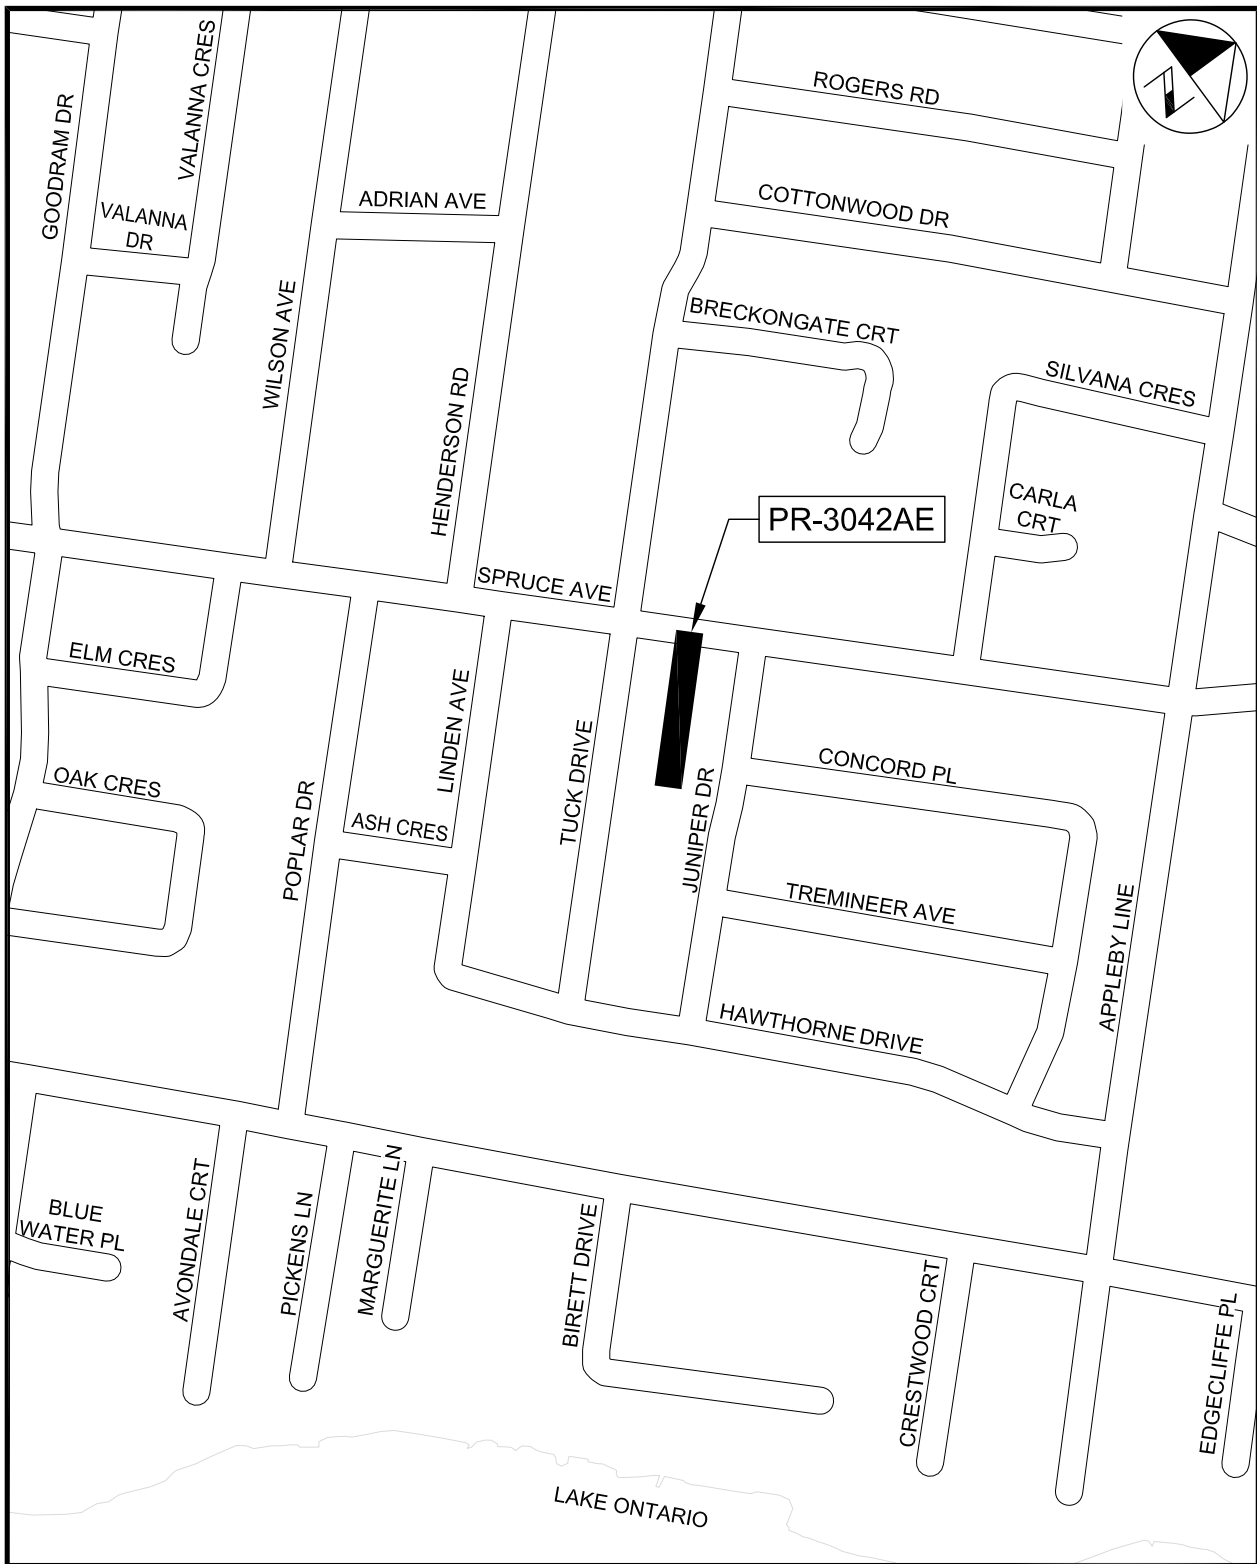 VALANNA CRES
GOODRAM DR
ROGERS RD
N
VALANNA
DR
ADRIAN AVE
COTTONWOOD DR
WILSON AVE
BRECKONGATE CRT
HENDERSON RD
SILVANA CRES
CARLA
CRT
PR-3042AE
SPRUCE AVE
ELM CRES
LINDEN AVE
TUCK DRIVE
CONCORD PL
OAK CRES
POPLAR DR
ASH CRES
JUNIPER DR
TREMINEER AVE
APPLEBY LINE
HAWTHORNE DRIVE
BLUE
WATER PL
AVONDALE CRT
PICKENS LN
MARGUERITE LN
BIRETT DRIVE
CRESTWOOD CRT
EDGECLIFFE PL
LAKE ONTARIO